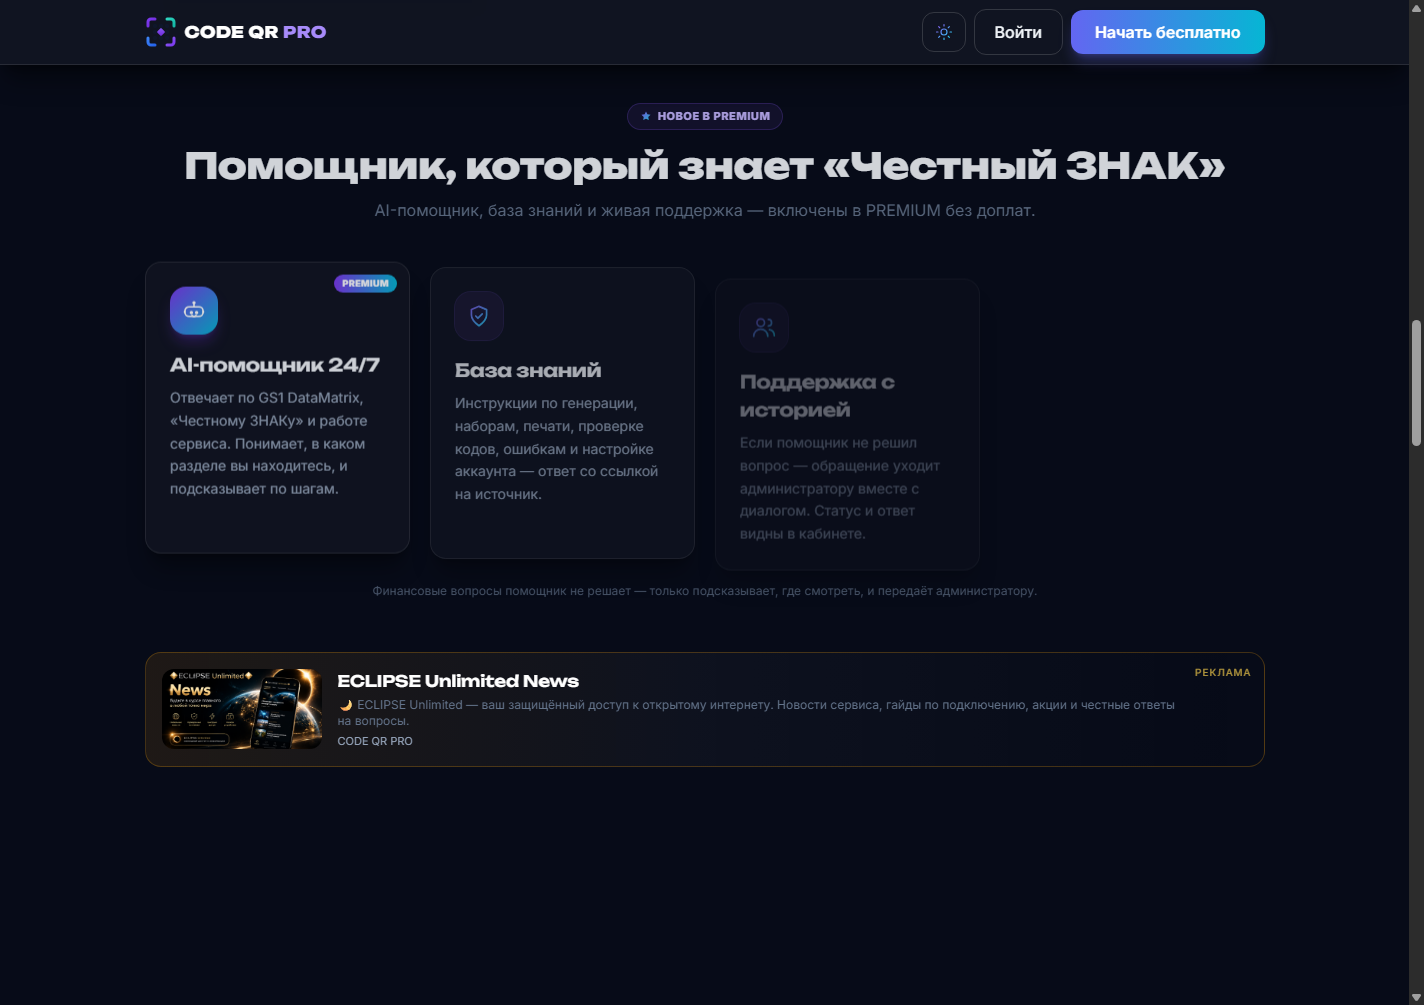 CODE QR PRO
Войти
Начать бесплатно
НОВОЕ В PREMIUM
Помощник, который знает «Честный ЗНАК»
AI-помощник, база знаний и живая поддержка — включены в PREMIUM без доплат.
PREMIUM
AI-помощник 24/7
Отвечает по GS1 DataMatrix,
«Честному ЗНАКу» и работе
сервиса. Понимает, в каком
разделе вы находитесь, и
подсказывает по шагам.
База знаний
Инструкции по генерации,
наборам, печати, проверке
кодов, ошибкам и настройке
аккаунта — ответ со ссылкой
на источник.
Поддержка с
историей
Если помощник не решил
вопрос — обращение уходит
администратору вместе с
диалогом. Статус и ответ
видны в кабинете.
Финансовые вопросы помощник не решает — только подсказывает, где смотреть, и передаёт администратору.
ECLIPSE Unlimited
News
ECLIPSE Unlimited News
РЕКЛАМА
🌙 ECLIPSE Unlimited — ваш защищённый доступ к открытому интернету. Новости сервиса, гайды по подключению, акции и честные ответы
на вопросы.
CODE QR PRO